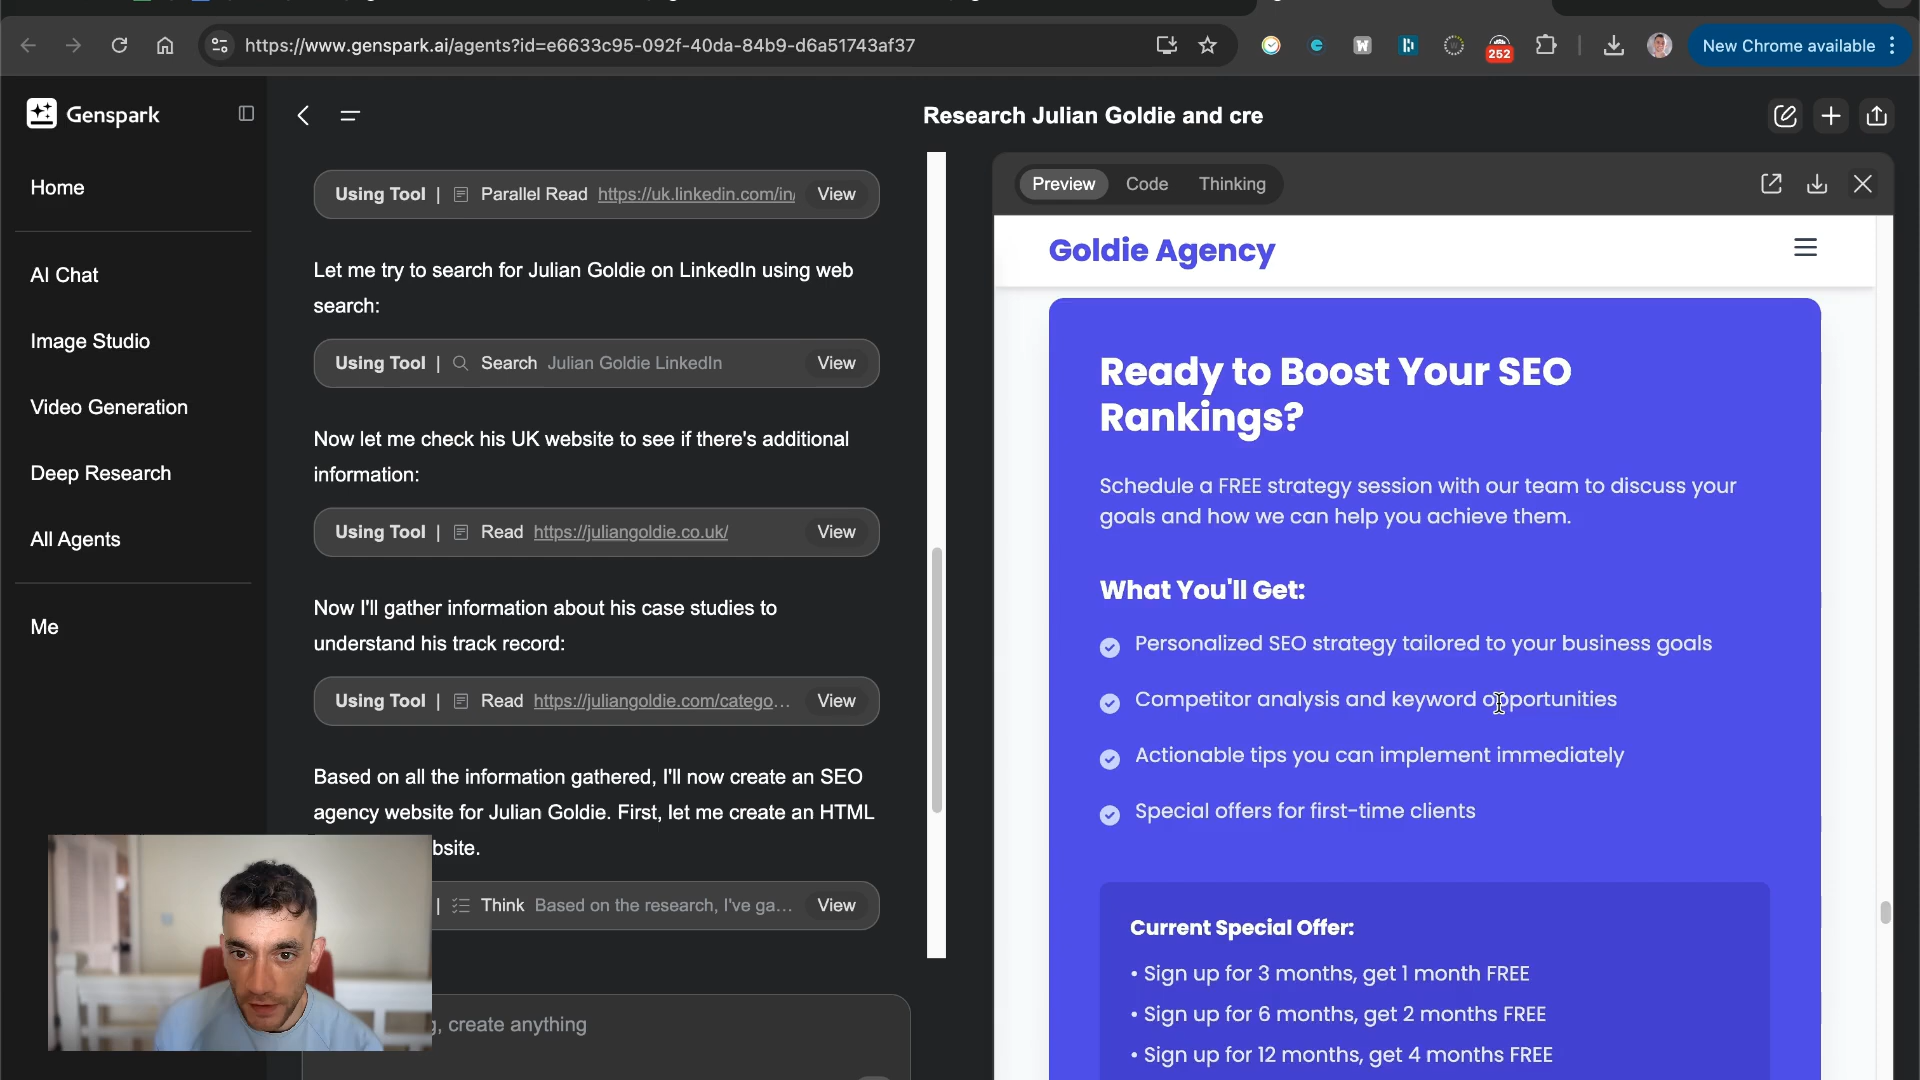 https://www.genspark.ai/agents?id=e6633c95-092f-40da-84b9-d6a51743af37
252
New Chrome available
Genspark
Home
AI Chat
Image Studio
Video Generation
Deep Research
All Agents
Me
Research Julian Goldie and cre
Using Tool | Parallel Read https://uk.linkedin.com/in/ View
Let me try to search for Julian Goldie on LinkedIn using web
search:
Using Tool | Search Julian Goldie LinkedIn View
Now let me check his UK website to see if there's additional
information:
Using Tool | Read https://juliangoldie.co.uk/ View
Now I'll gather information about his case studies to
understand his track record:
Using Tool | Read https://juliangoldie.com/catego... View
Based on all the information gathered, I'll now create an SEO
agency website for Julian Goldie. First, let me create an HTML
bsite.
| Think Based on the research, I've ga... View
, create anything
Preview Code Thinking
Goldie Agency
Ready to Boost Your SEO
Rankings?
Schedule a FREE strategy session with our team to discuss your
goals and how we can help you achieve them.
What You'll Get:
Personalized SEO strategy tailored to your business goals
Competitor analysis and keyword opportunities
Actionable tips you can implement immediately
Special offers for first-time clients
Current Special Offer:
• Sign up for 3 months, get 1 month FREE
• Sign up for 6 months, get 2 months FREE
• Sign up for 12 months, get 4 months FREE